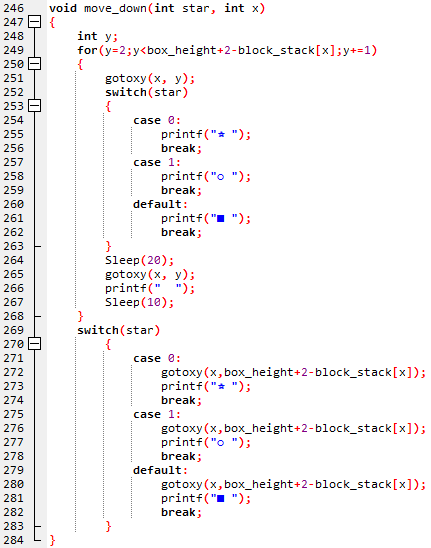 246 void move_down(int star, int x)
247 {
248     int y;
249     for(y=2;y<box_height+2-block_stack[x];y+=1)
250     {
251         gotoxy(x, y);
252         switch(star)
253         {
254             case 0:
255                 printf("★ ");
256                 break;
257             case 1:
258                 printf("○ ");
259                 break;
260             default:
261                 printf("■ ");
262                 break;
263         }
264         Sleep(20);
265         gotoxy(x, y);
266         printf("  ");
267         Sleep(10);
268     }
269     switch(star)
270         {
271             case 0:
272                 gotoxy(x,box_height+2-block_stack[x]);
273                 printf("★ ");
274                 break;
275             case 1:
276                 gotoxy(x,box_height+2-block_stack[x]);
277                 printf("○ ");
278                 break;
279             default:
280                 gotoxy(x,box_height+2-block_stack[x]);
281                 printf("■ ");
282                 break;
283         }
284 }